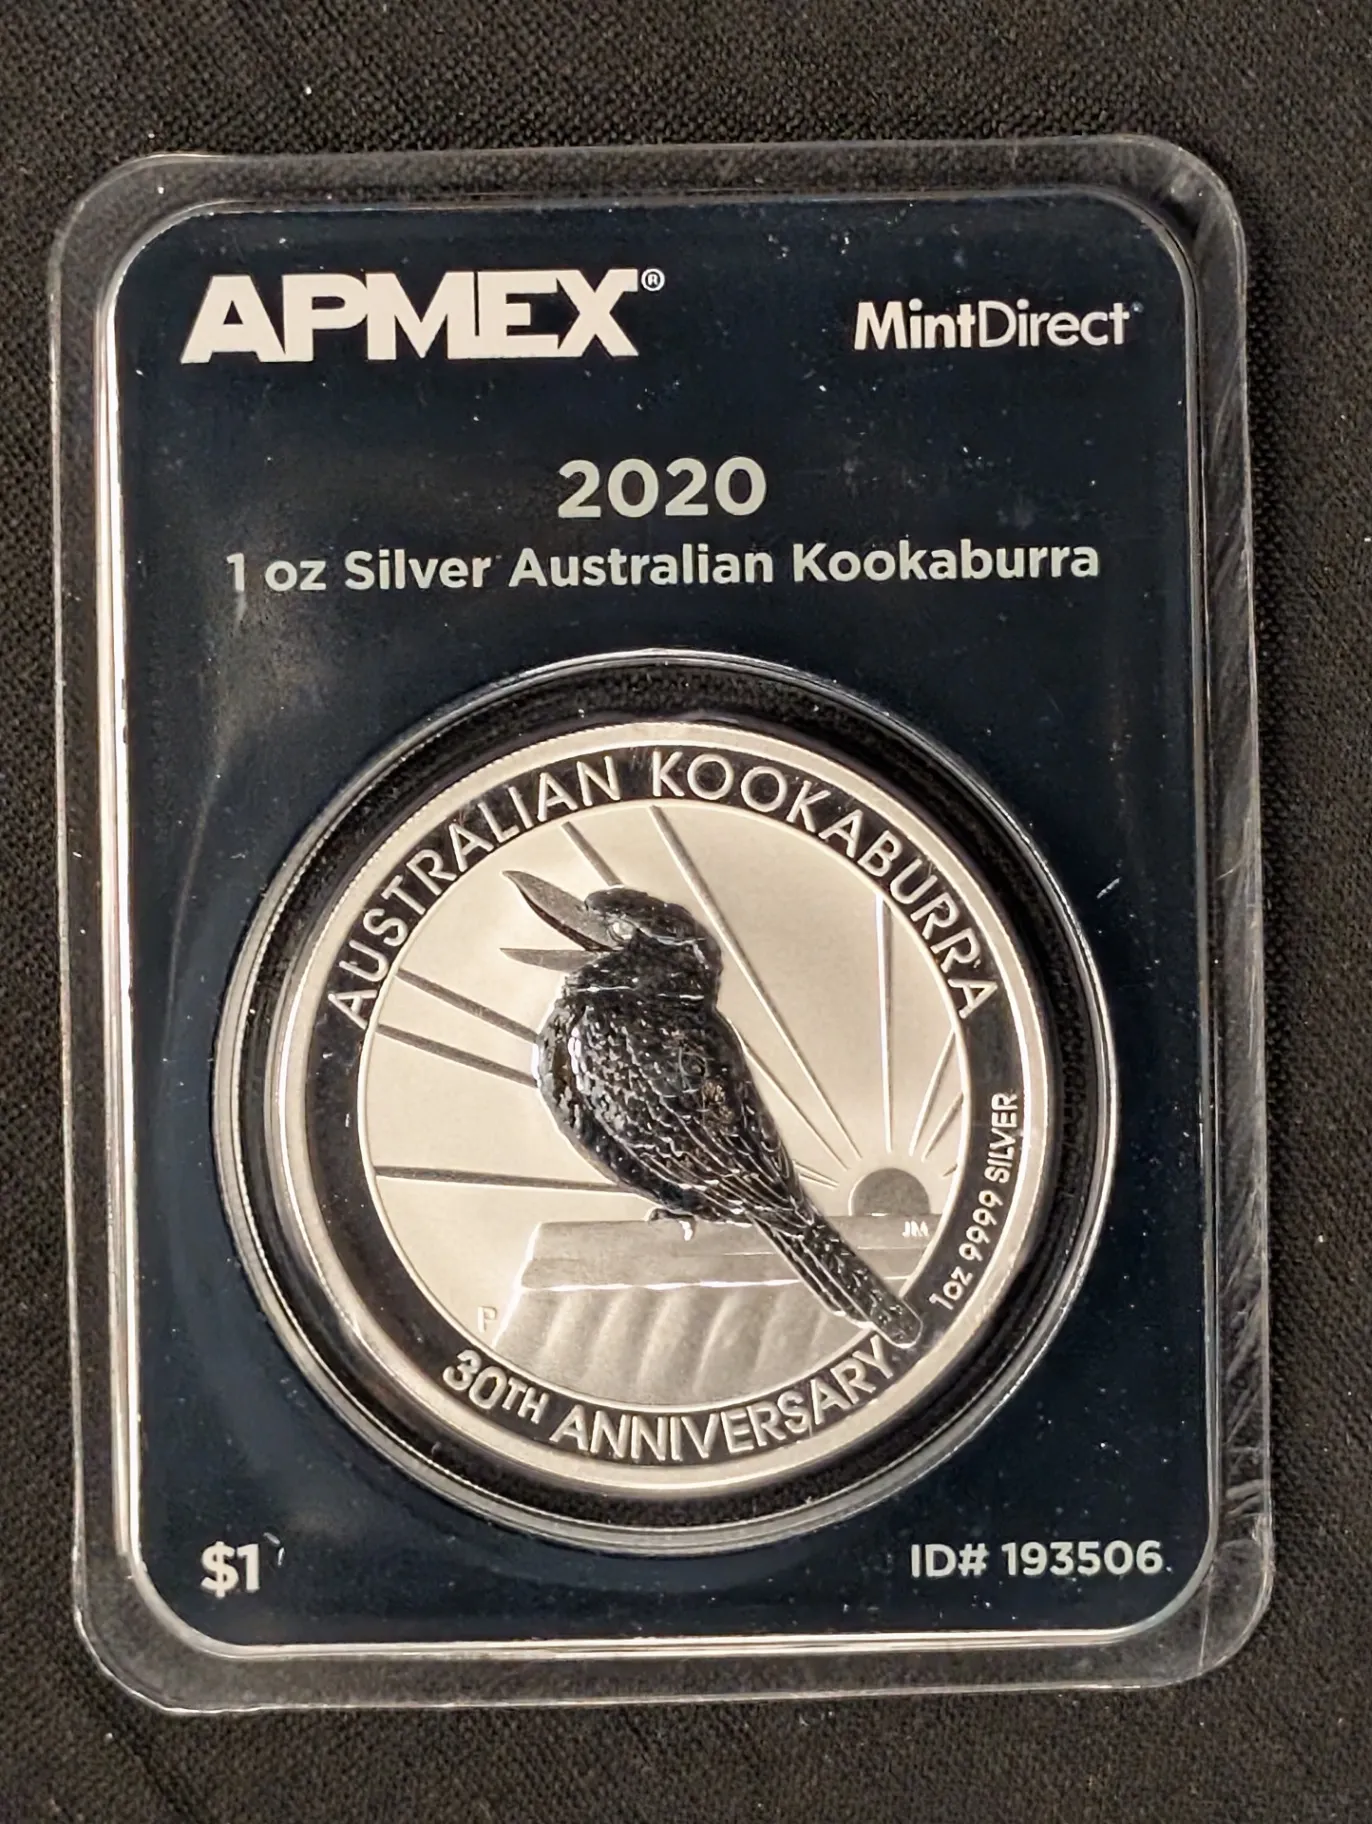 APMEX®
MintDirect
2020
1 oz Silver Australian Kookaburra
AUSTRALIAN KOOKABURRA
1oz 9999 SILVER
JM
P
30TH ANNIVERSARY
$1
ID# 193506